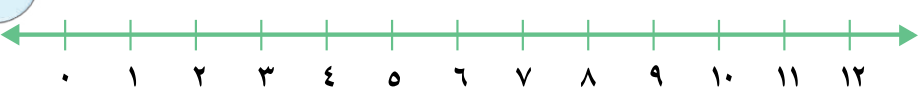 ٠ ١ ٢ ٣ ٤ ٥ ٦ ٧ ٨ ٩ ١٠ ١١ ١٢